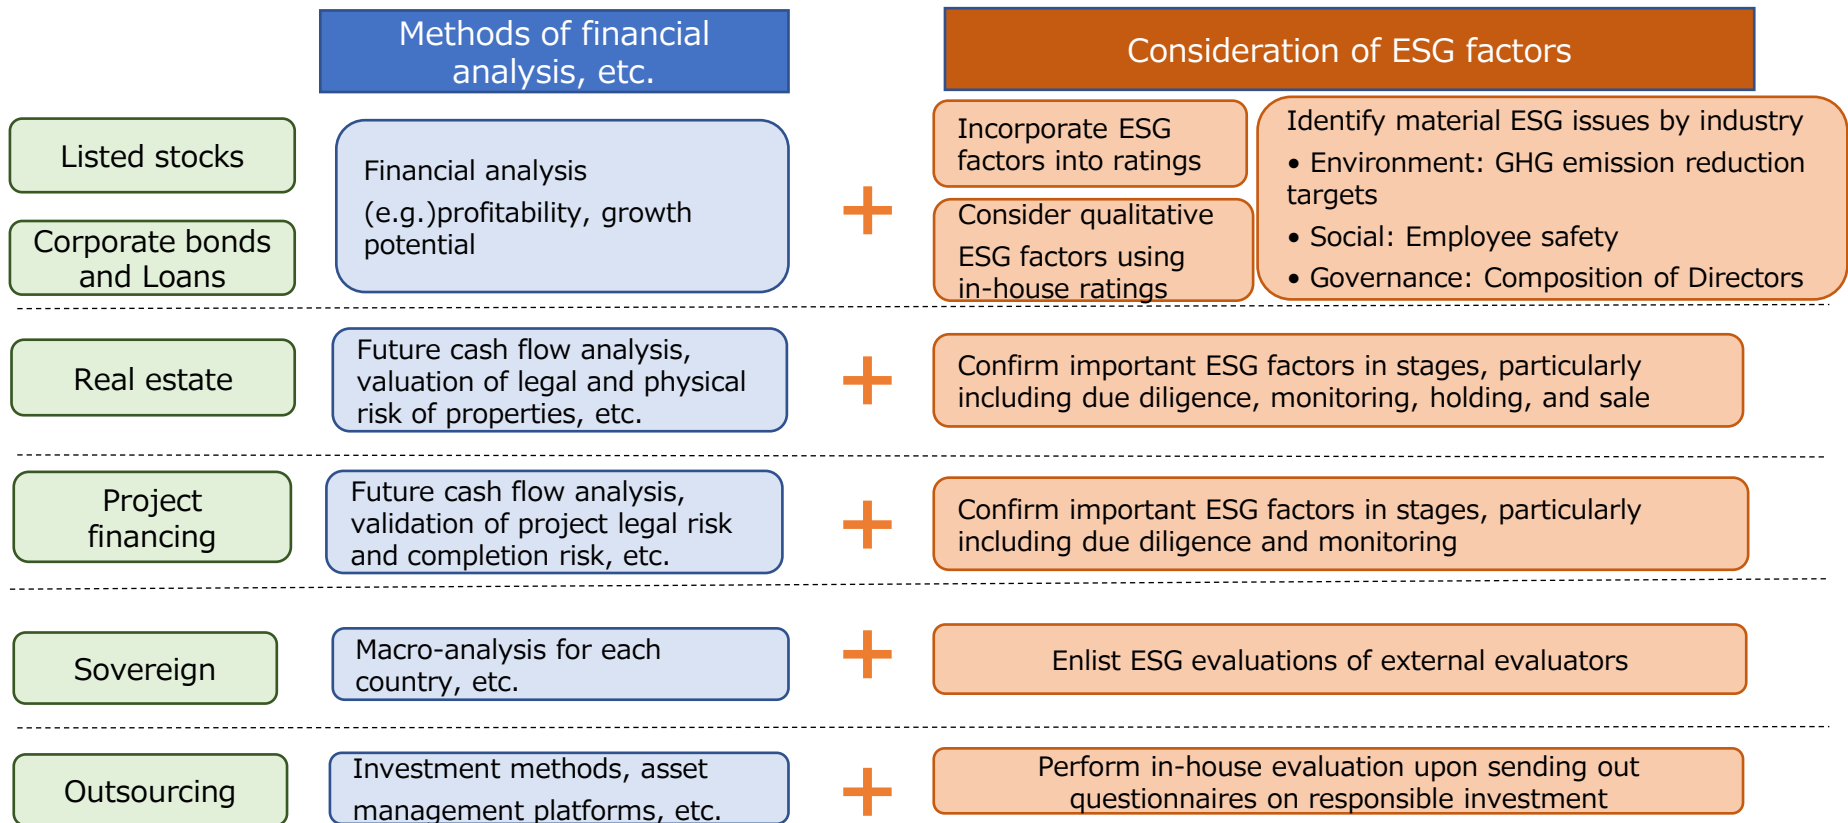 Methods of financial
analysis, etc.
Consideration of ESG factors
Listed stocks
Corporate bonds
and Loans
Financial analysis
(e.g.)profitability, growth
potential
Incorporate ESG
factors into ratings
Consider qualitative
ESG factors using
in-house ratings
Identify material ESG issues by industry
• Environment: GHG emission reduction
targets
• Social: Employee safety
• Governance: Composition of Directors
Real estate
Future cash flow analysis,
valuation of legal and physical
risk of properties, etc.
Confirm important ESG factors in stages, particularly
including due diligence, monitoring, holding, and sale
Project
financing
Future cash flow analysis,
validation of project legal risk
and completion risk, etc.
Confirm important ESG factors in stages, particularly
including due diligence and monitoring
Sovereign
Macro-analysis for each
country, etc.
Enlist ESG evaluations of external evaluators
Outsourcing
Investment methods, asset
management platforms, etc.
Perform in-house evaluation upon sending out
questionnaires on responsible investment